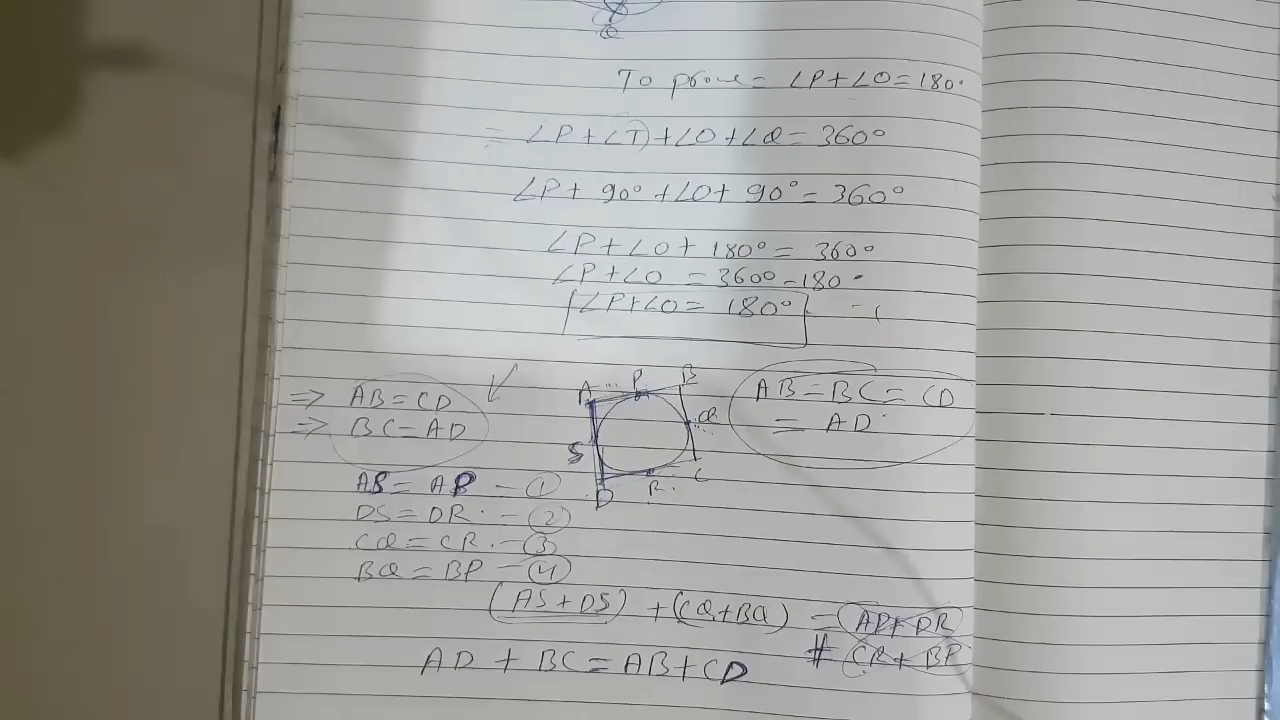 Q
To prove = ∠P+∠O=180°
= ∠P+∠T+∠O+∠Q=360°
∠P+ 90° +∠O+ 90°=360°
∠P+∠O+ 180°= 360°
∠P+∠O = 360°-180°
∠P+∠O= 180°
⇒ AB=CD
⇒ BC=AD
A P B
S Q
D R C
AB=BC=CD
= AD
AS=AP - ①
DS=DR - ②
CQ=CR - ③
BQ=BP - ④
(AS+DS) + (CQ+BQ) = AP+DR
# CR+BP
AD + BC=AB+CD